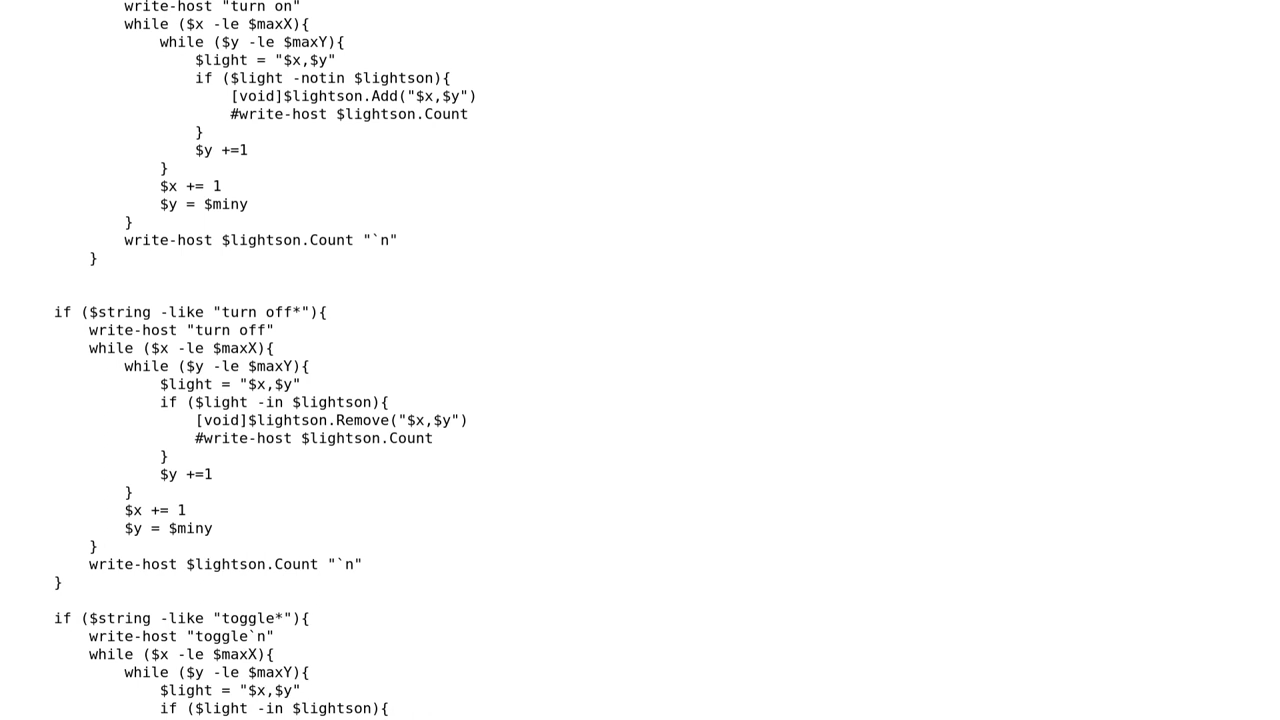 write-host "turn on"
while ($x -le $maxX){
while ($y -le $maxY){
$light = "$x,$y"
if ($light -notin $lightson){
[void]$lightson.Add("$x,$y")
#write-host $lightson.Count
}
$y +=1
}
$x += 1
$y = $miny
}
write-host $lightson.Count "`n"
}
if ($string -like "turn off*"){
write-host "turn off"
while ($x -le $maxX){
while ($y -le $maxY){
$light = "$x,$y"
if ($light -in $lightson){
[void]$lightson.Remove("$x,$y")
#write-host $lightson.Count
}
$y +=1
}
$x += 1
$y = $miny
}
write-host $lightson.Count "`n"
}
if ($string -like "toggle*"){
write-host "toggle`n"
while ($x -le $maxX){
while ($y -le $maxY){
$light = "$x,$y"
if ($light -in $lightson){